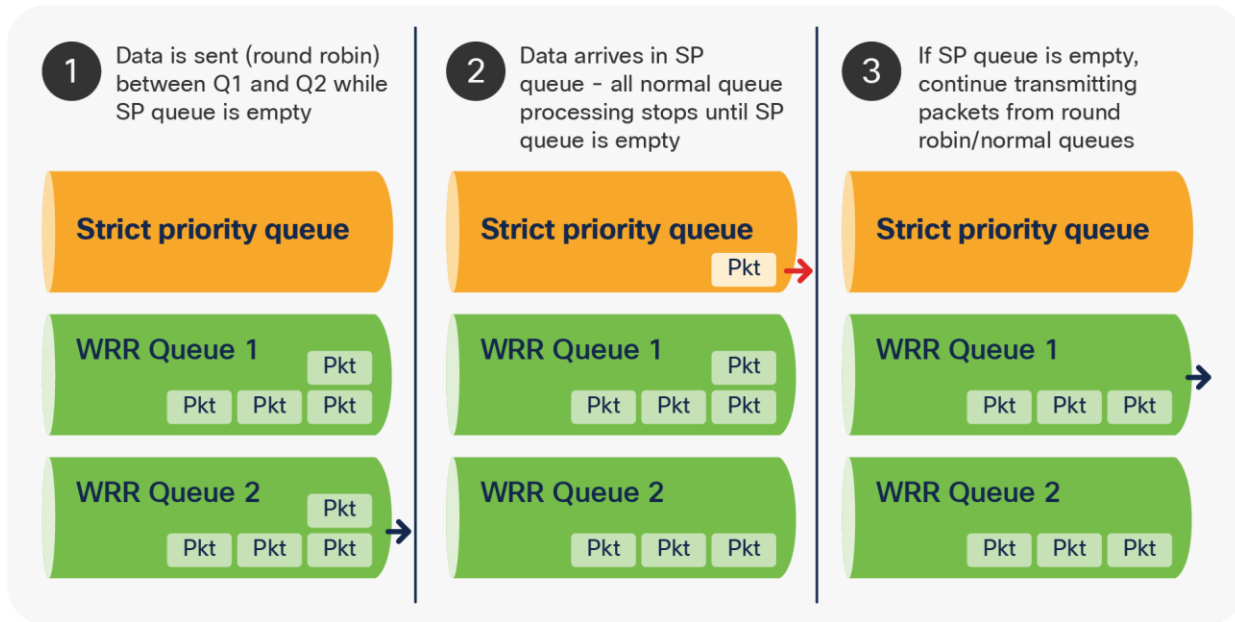 1
Data is sent (round robin)
between Q1 and Q2 while
SP queue is empty
Strict priority queue
WRR Queue 1
Pkt
Pkt Pkt Pkt
WRR Queue 2
Pkt
Pkt Pkt Pkt
2
Data arrives in SP
queue - all normal queue
processing stops until SP
queue is empty
Strict priority queue
Pkt
WRR Queue 1
Pkt
Pkt Pkt Pkt
WRR Queue 2
Pkt Pkt Pkt
3
If SP queue is empty,
continue transmitting
packets from round
robin/normal queues
Strict priority queue
WRR Queue 1
Pkt Pkt Pkt
WRR Queue 2
Pkt Pkt Pkt